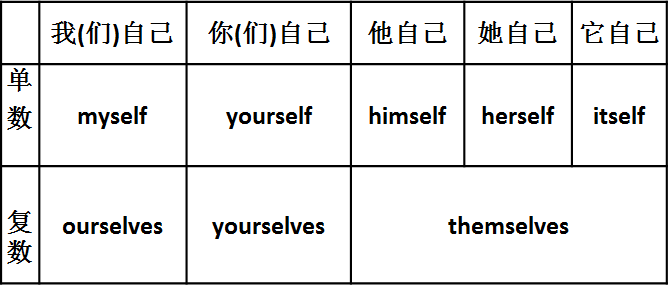 我(们)自己 你(们)自己 他自己 她自己 它自己
单数 myself yourself himself herself itself
复数 ourselves yourselves themselves